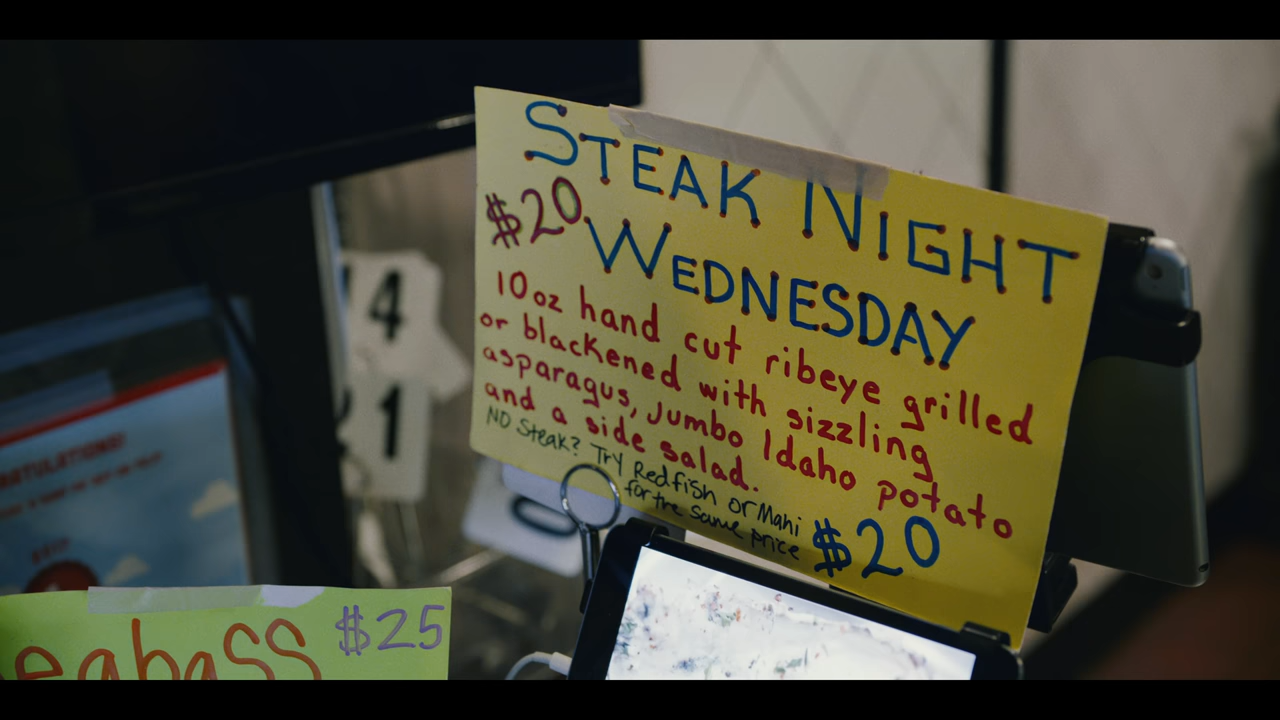 STEAK NIGHT
$20
WEDNESDAY
10oz hand cut ribeye grilled
or blackened with sizzling
asparagus, jumbo Idaho potato
and a side salad.
NO Steak? Try Redfish or Mahi
for the same price
$20
4
1
0
$25
eabass